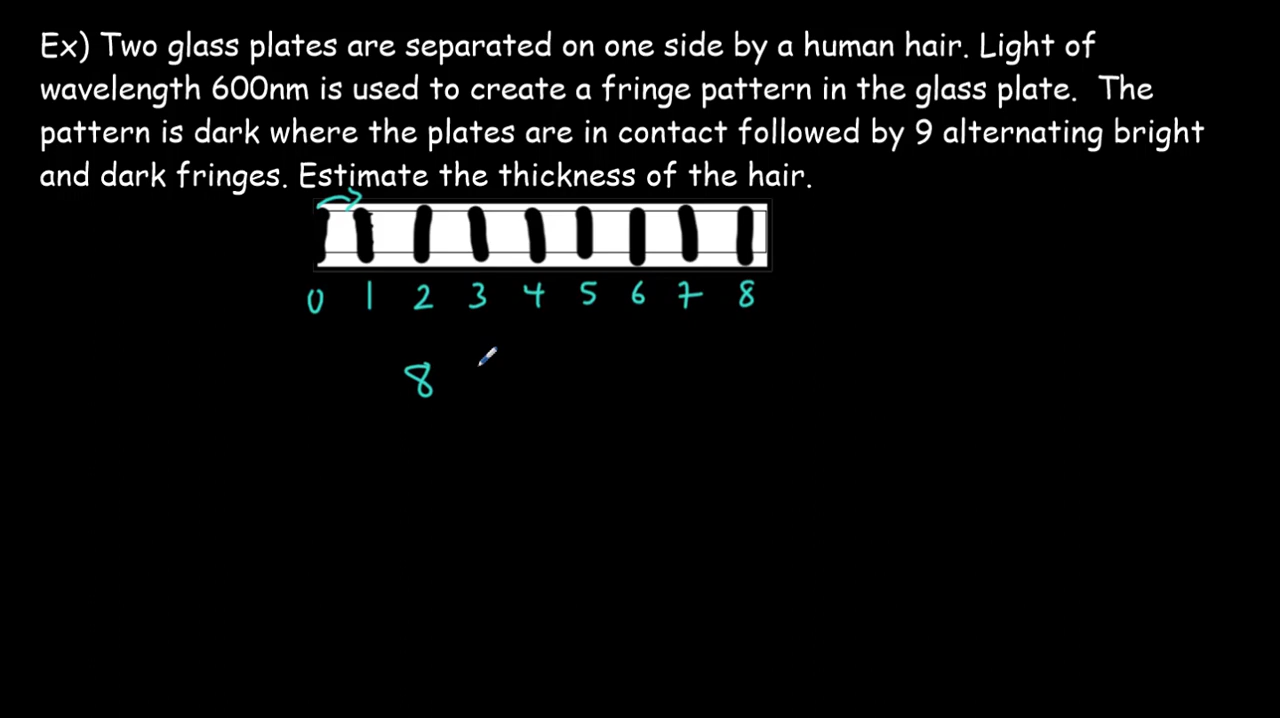 Ex) Two glass plates are separated on one side by a human hair. Light of
wavelength 600nm is used to create a fringe pattern in the glass plate. The
pattern is dark where the plates are in contact followed by 9 alternating bright
and dark fringes. Estimate the thickness of the hair.
0 1 2 3 4 5 6 7 8
8